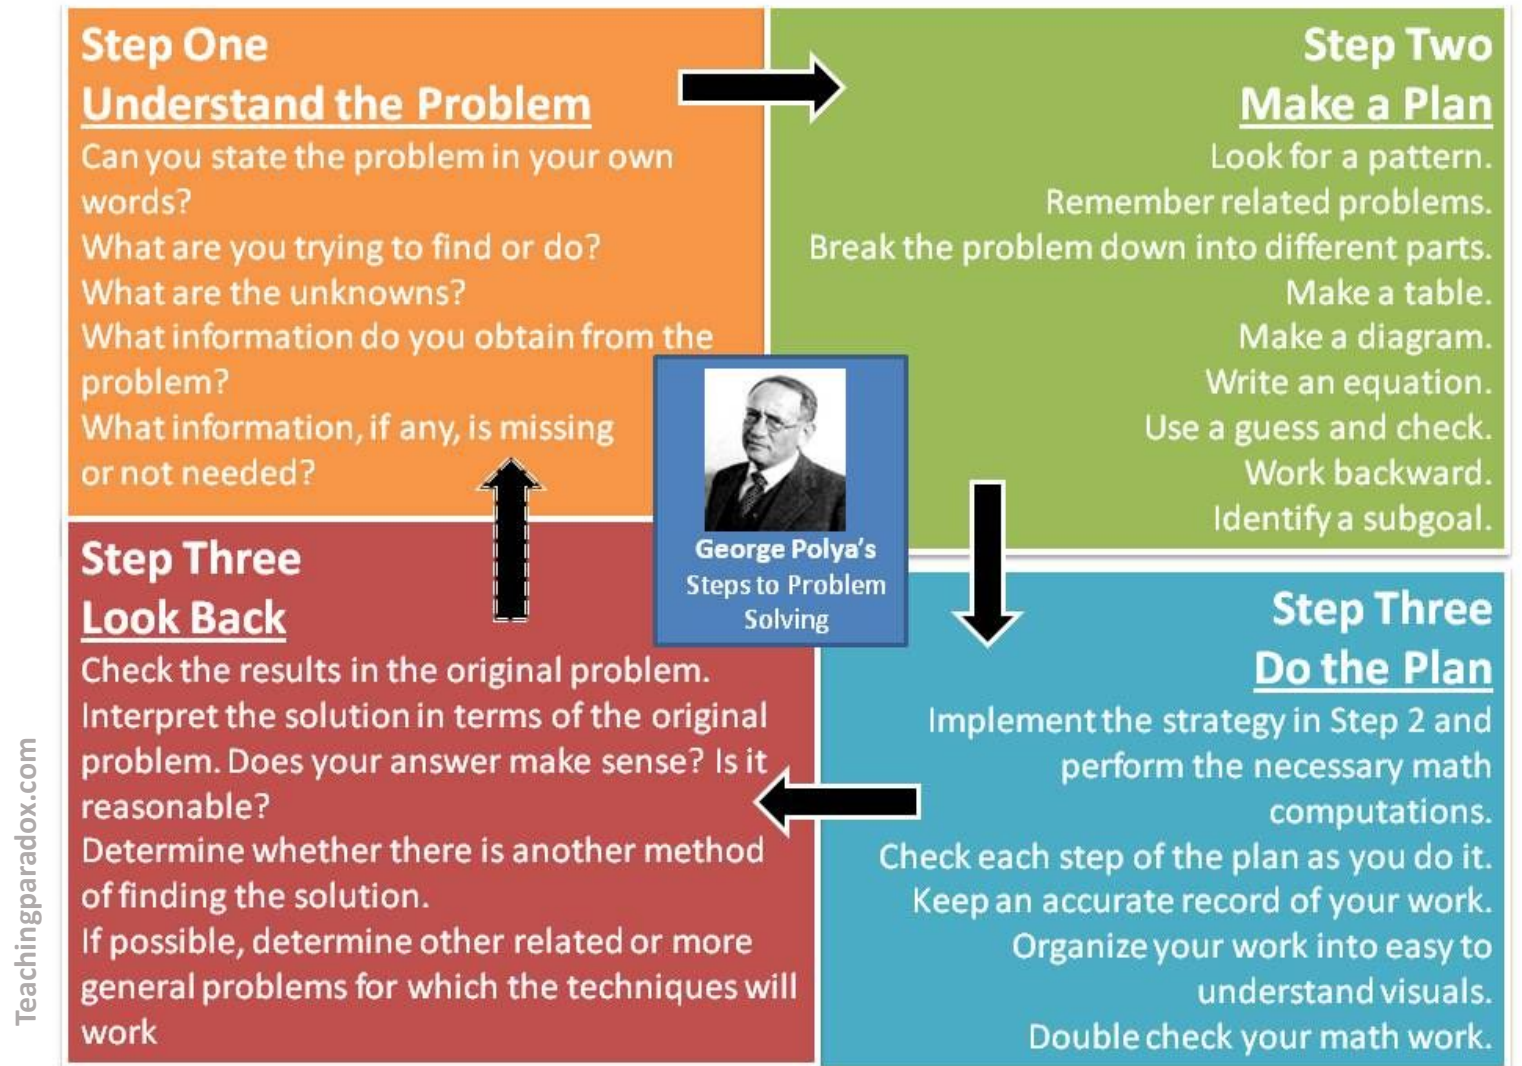 Step One
Understand the Problem
Can you state the problem in your own
words?
What are you trying to find or do?
What are the unknowns?
What information do you obtain from the
problem?
What information, if any, is missing
or not needed?
Step Two
Make a Plan
Look for a pattern.
Remember related problems.
Break the problem down into different parts.
Make a table.
Make a diagram.
Write an equation.
Use a guess and check.
Work backward.
Identify a subgoal.
George Polya's
Steps to Problem
Solving
Step Three
Do the Plan
Implement the strategy in Step 2 and
perform the necessary math
computations.
Check each step of the plan as you do it.
Keep an accurate record of your work.
Organize your work into easy to
understand visuals.
Double check your math work.
Step Three
Look Back
Check the results in the original problem.
Interpret the solution in terms of the original
problem. Does your answer make sense? Is it
reasonable?
Determine whether there is another method
of finding the solution.
If possible, determine other related or more
general problems for which the techniques will
work
Teachingparadox.com